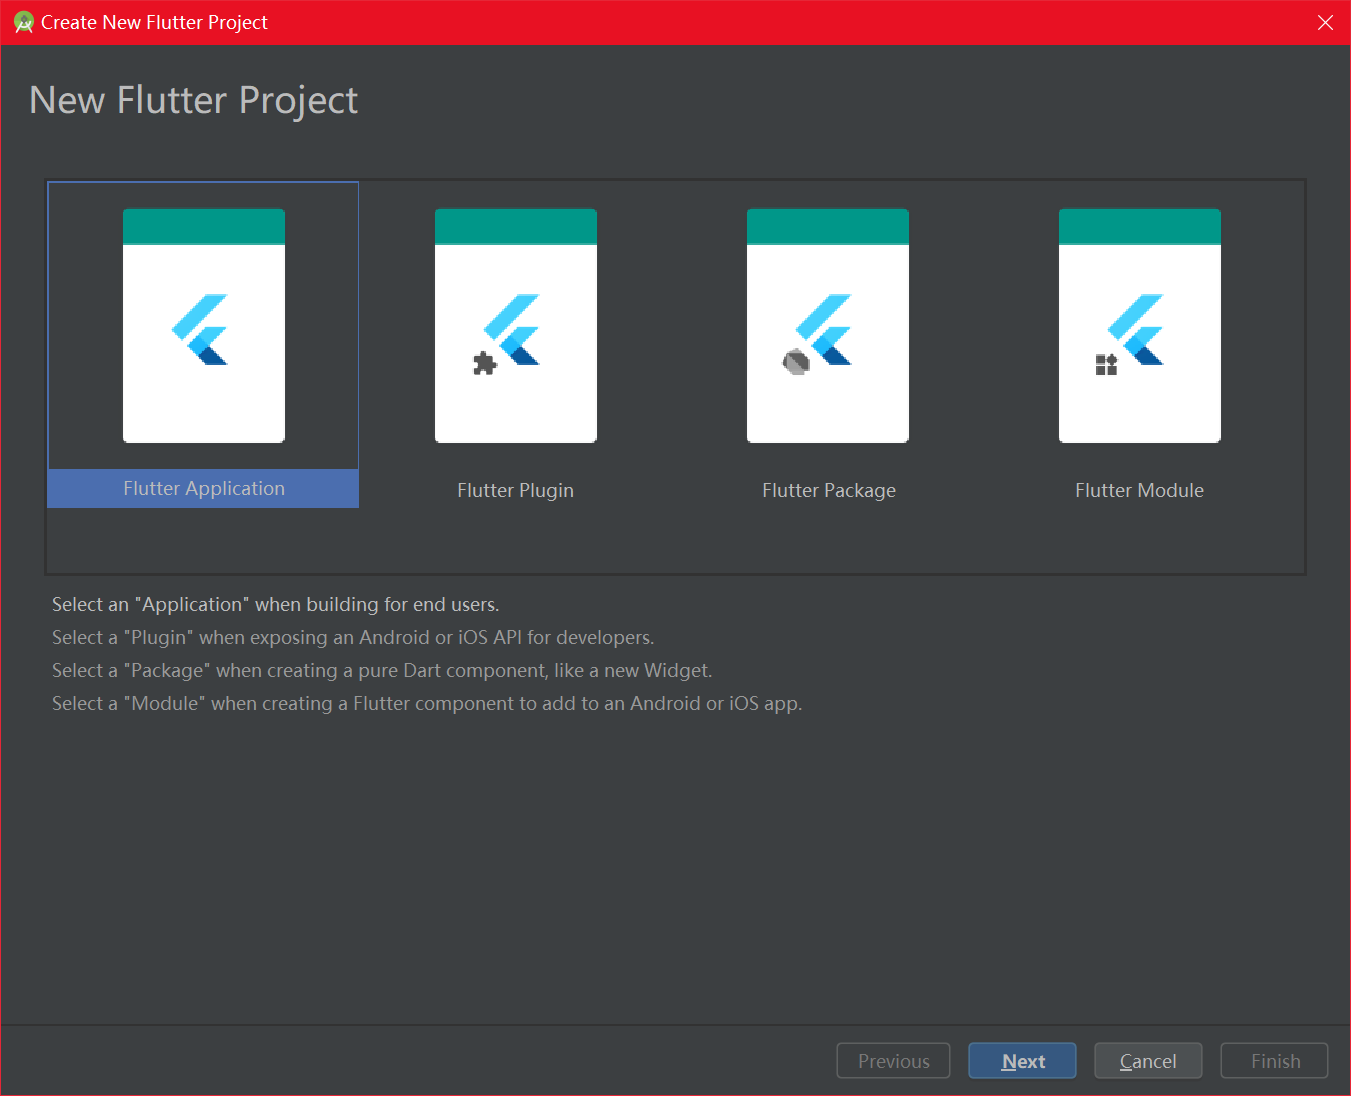 Create New Flutter Project
New Flutter Project
Flutter Application
Flutter Plugin
Flutter Package
Flutter Module
Select an "Application" when building for end users.
Select a "Plugin" when exposing an Android or iOS API for developers.
Select a "Package" when creating a pure Dart component, like a new Widget.
Select a "Module" when creating a Flutter component to add to an Android or iOS app.
Previous
Next
Cancel
Finish